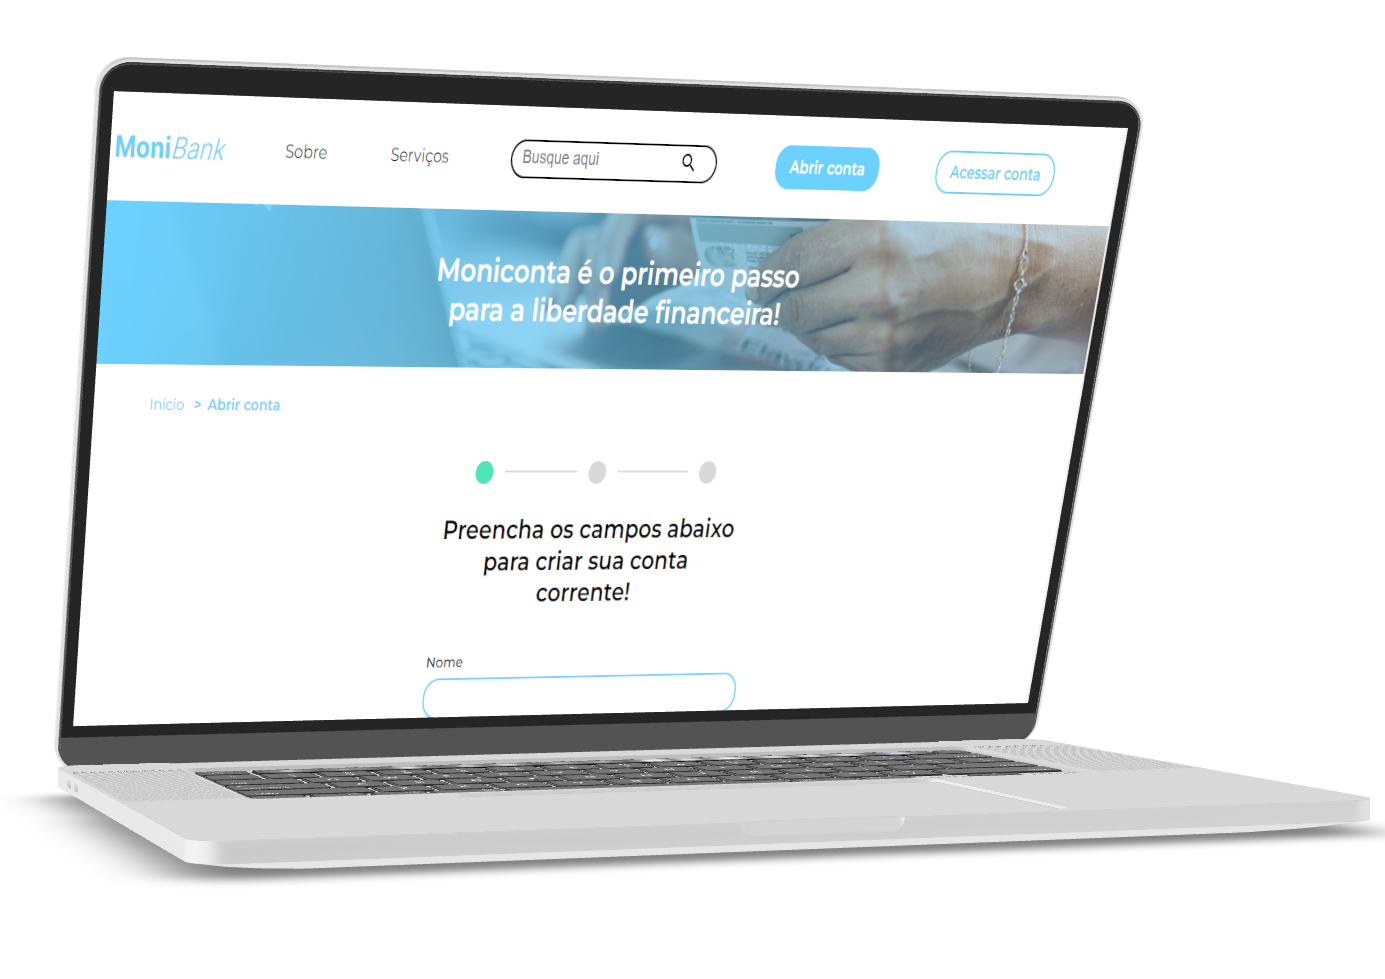 MoniBank
Sobre
Serviços
Busque aqui
Abrir conta
Acessar conta
Moniconta é o primeiro passo
para a liberdade financeira!
Inicio > Abrir conta
Preencha os campos abaixo
para criar sua conta
corrente!
Nome